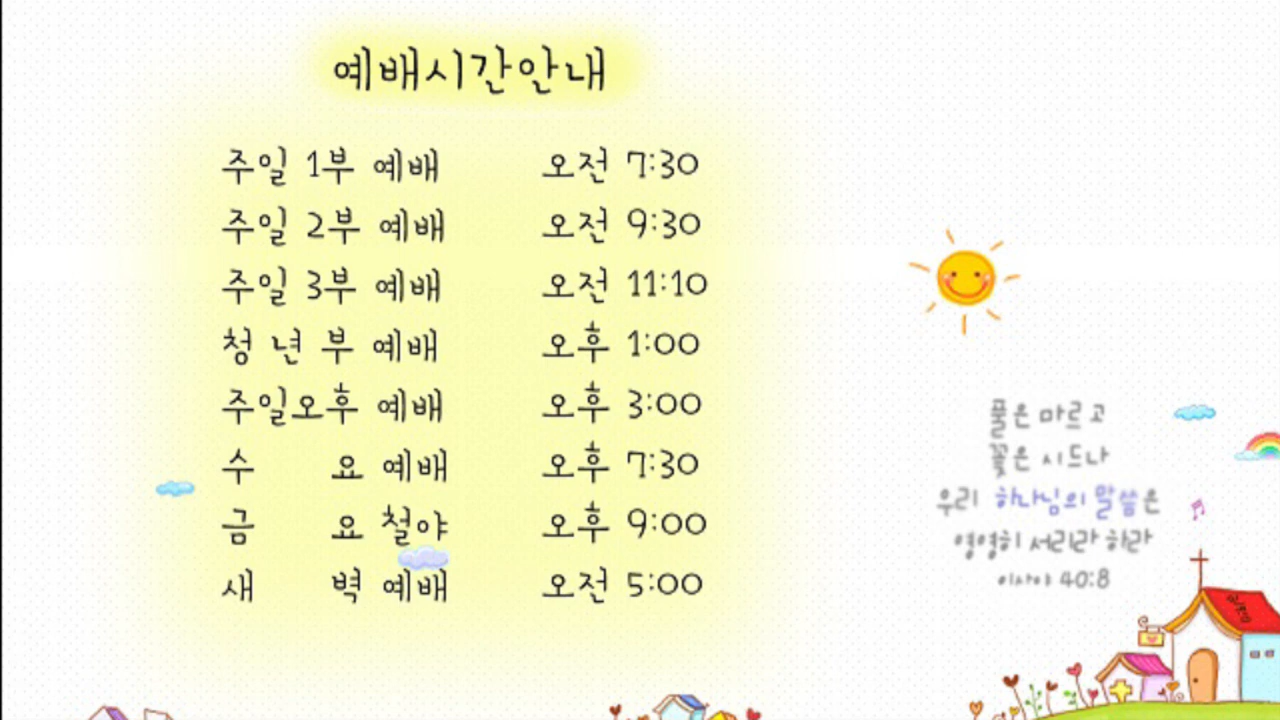 예배시간안내
주일 1부 예배 오전 7:30
주일 2부 예배 오전 9:30
주일 3부 예배 오전 11:10
청 년 부 예배 오후 1:00
주일오후 예배 오후 3:00
수 요 예배 오후 7:30
금 요 철야 오후 9:00
새 벽 예배 오전 5:00
풀은 마르고
꽃은 시드나
우리 하나님의 말씀은
영영히 서리라 하라
이사야 40:8